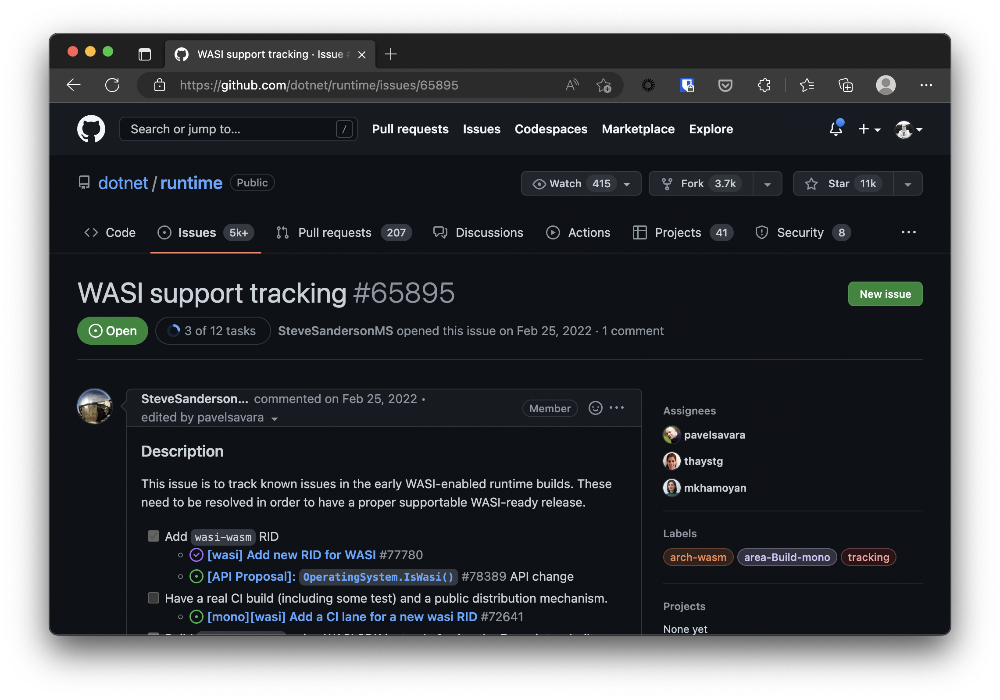 WASI support tracking · Issue #
https://github.com/dotnet/runtime/issues/65895
Search or jump to... /
Pull requests Issues Codespaces Marketplace Explore
dotnet / runtime Public
Watch 415 Fork 3.7k Star 11k
Code Issues 5k+ Pull requests 207 Discussions Actions Projects 41 Security 8
WASI support tracking #65895
New issue
Open 3 of 12 tasks SteveSandersonMS opened this issue on Feb 25, 2022 · 1 comment
SteveSanderson... commented on Feb 25, 2022 •
edited by pavelsavara
Member
Description
This issue is to track known issues in the early WASI-enabled runtime builds. These
need to be resolved in order to have a proper supportable WASI-ready release.
Add wasi-wasm RID
[wasi] Add new RID for WASI #77780
[API Proposal]: OperatingSystem.IsWasi() #78389 API change
Have a real CI build (including some test) and a public distribution mechanism.
[mono][wasi] Add a CI lane for a new wasi RID #72641
Assignees
pavelsavara
thaystg
mkhamoyan
Labels
arch-wasm area-Build-mono tracking
Projects
None yet